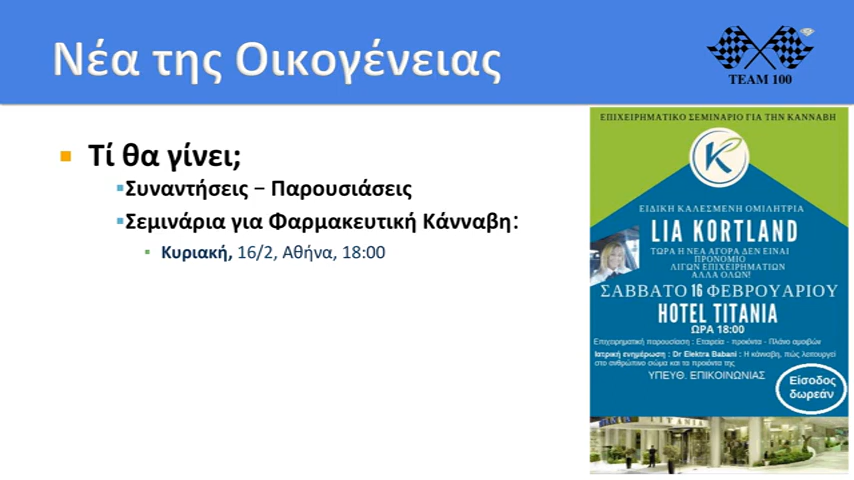 Νέα της Οικογένειας
TEAM 100
Τί θα γίνει;
Συναντήσεις – Παρουσιάσεις
Σεμινάρια για Φαρμακευτική Κάνναβη:
Κυριακή, 16/2, Αθήνα, 18:00
ΕΠΙΧΕΙΡΗΜΑΤΙΚΟ ΣΕΜΙΝΑΡΙΟ ΓΙΑ ΤΗΝ ΚΑΝΝΑΒΗ
K
ΕΙΔΙΚΗ ΚΑΛΕΣΜΕΝΗ ΟΜΙΛΗΤΡΙΑ
LIA KORTLAND
ΤΩΡΑ Η ΝΕΑ ΑΓΟΡΑ ΔΕΝ ΕΙΝΑΙ
ΠΡΟΝΟΜΙΟ
ΛΙΓΩΝ ΕΠΙΧΕΙΡΗΜΑΤΙΩΝ
ΑΛΛΑ ΟΛΩΝ!
ΣΑΒΒΑΤΟ 16 ΦΕΒΡΟΥΑΡΙΟΥ
HOTEL TITANIA
ΩΡΑ 18:00
Επιχειρηματική παρουσίαση : Εταιρεία - προιόντα - Πλάνο αμοιβών
Ιατρική ενημέρωση : Dr Elektra Babani : Η κάνναβη, πώς λειτουργεί
στο ανθρώπινο σώμα και τα προιόντα της
ΥΠΕΥΘ. ΕΠΙΚΟΙΝΩΝΙΑΣ
Είσοδος
δωρεάν
TITANIA